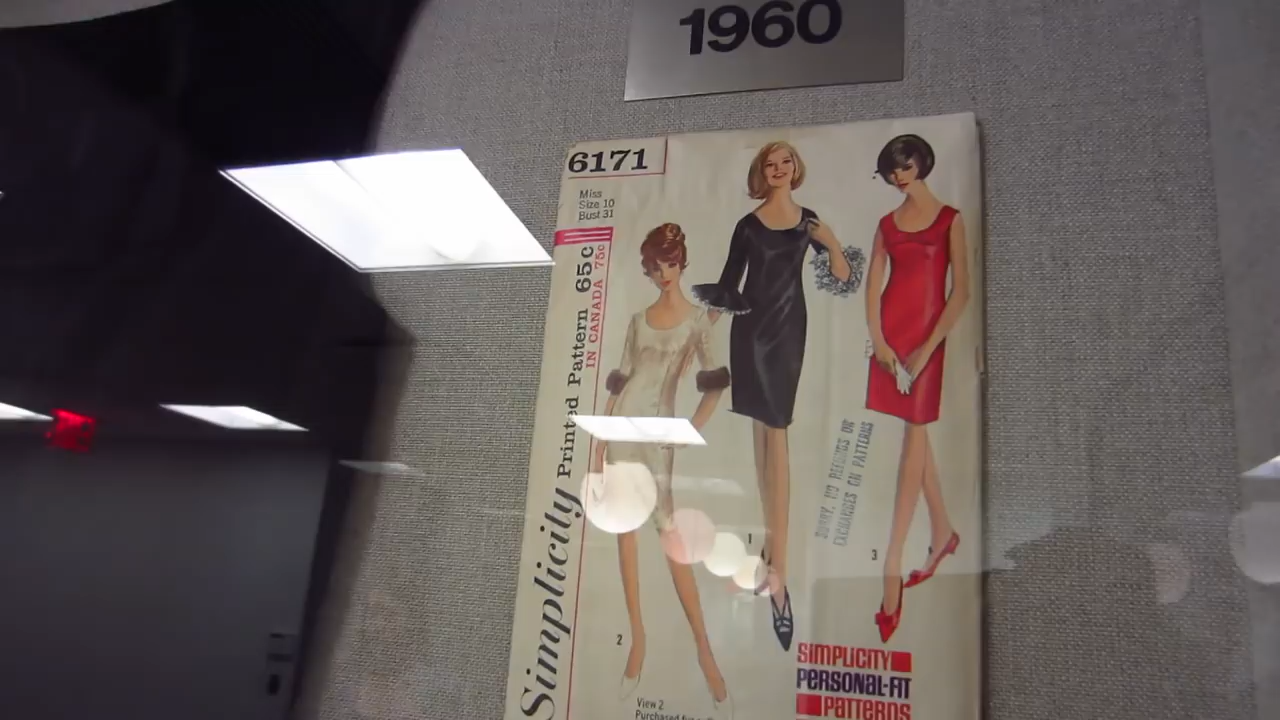 1960
6171
Miss
Size 10
Bust 31
Simplicity Printed Pattern 65c
IN CANADA 75c
SORRY, NO REFUNDS OR
EXCHANGES ON PATTERNS
1
3
2
SIMPLICITY
PERSONAL-FIT
PATTERNS
View 2
Purchased